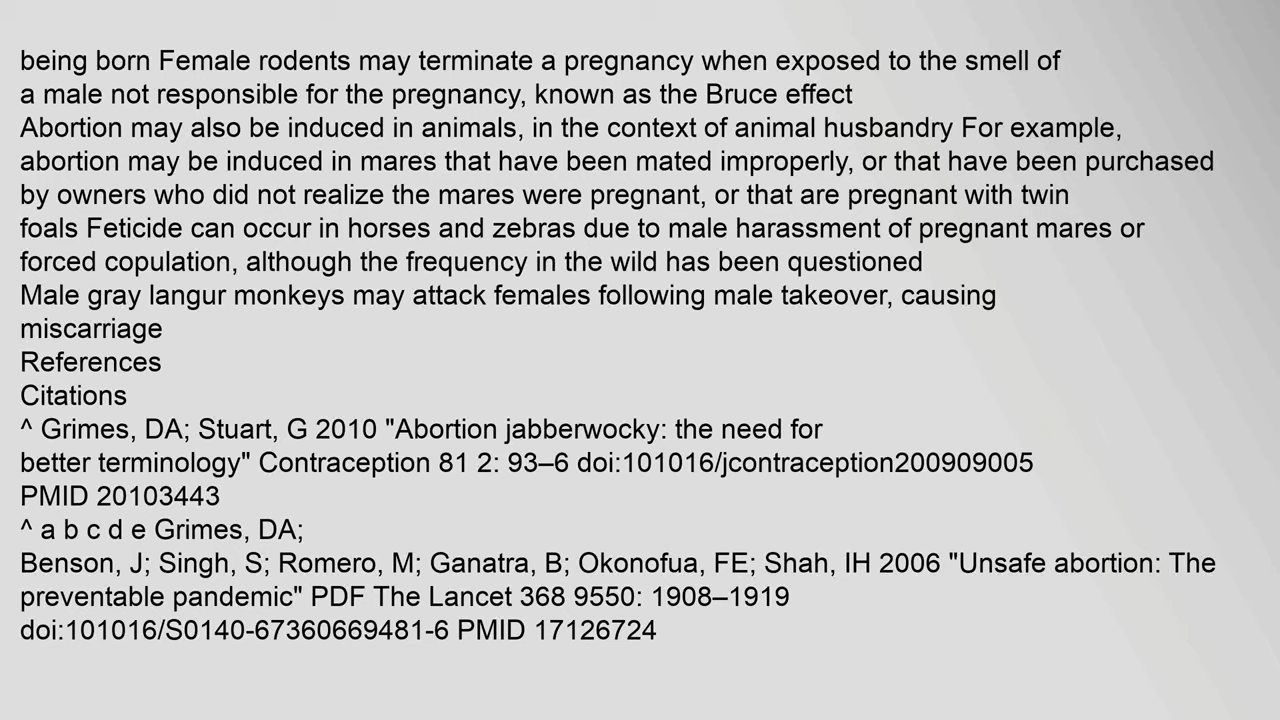 being born Female rodents may terminate a pregnancy when exposed to the smell of
a male not responsible for the pregnancy, known as the Bruce effect
Abortion may also be induced in animals, in the context of animal husbandry For example,
abortion may be induced in mares that have been mated improperly, or that have been purchased
by owners who did not realize the mares were pregnant, or that are pregnant with twin
foals Feticide can occur in horses and zebras due to male harassment of pregnant mares or
forced copulation, although the frequency in the wild has been questioned
Male gray langur monkeys may attack females following male takeover, causing
miscarriage
References
Citations
^ Grimes, DA; Stuart, G 2010 "Abortion jabberwocky: the need for
better terminology" Contraception 81 2: 93–6 doi:101016/jcontraception200909005
PMID 20103443
^ a b c d e Grimes, DA;
Benson, J; Singh, S; Romero, M; Ganatra, B; Okonofua, FE; Shah, IH 2006 "Unsafe abortion: The
preventable pandemic" PDF The Lancet 368 9550: 1908–1919
doi:101016/S0140-67360669481-6 PMID 17126724